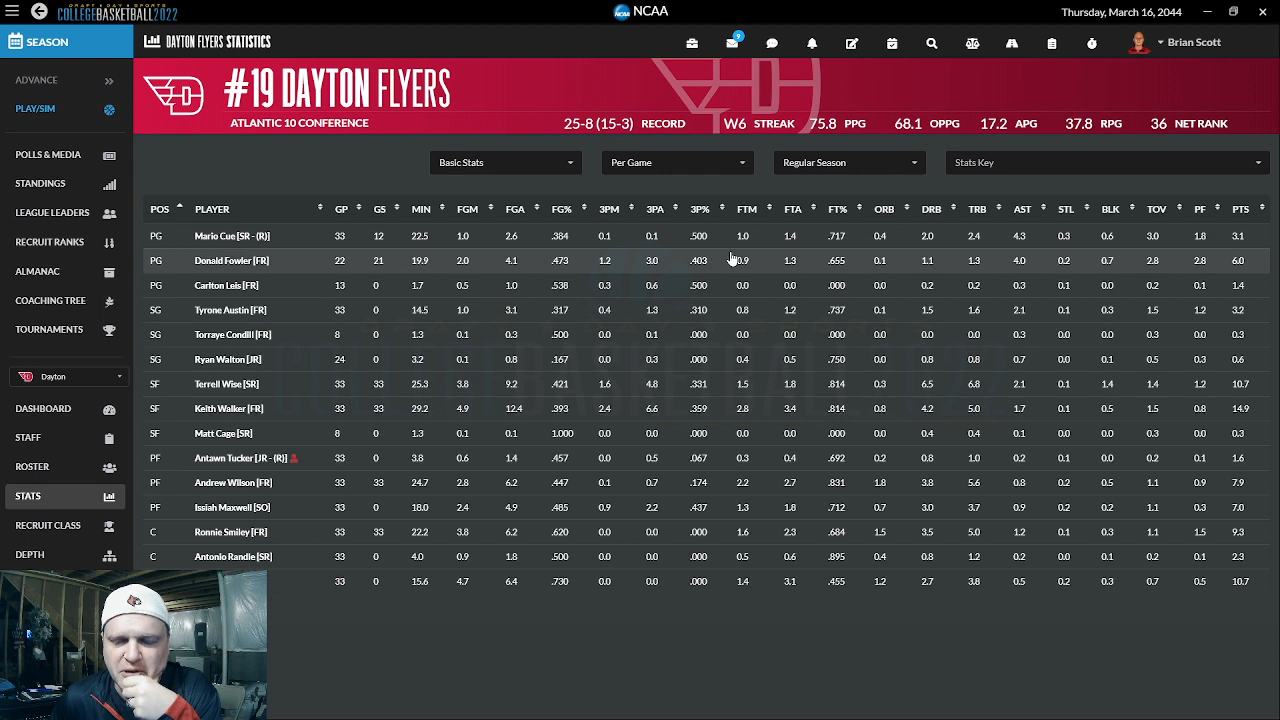 DRAFT DAY SPORTS
COLLEGE BASKETBALL 2022
NCAA
Thursday, March 16, 2044
SEASON
DAYTON FLYERS STATISTICS
9
Brian Scott
ADVANCE
PLAY/SIM
POLLS & MEDIA
STANDINGS
LEAGUE LEADERS
RECRUIT RANKS
ALMANAC
COACHING TREE
TOURNAMENTS
Dayton
DASHBOARD
STAFF
ROSTER
STATS
RECRUIT CLASS
DEPTH
#19 DAYTON FLYERS
ATLANTIC 10 CONFERENCE
25-8 (15-3) RECORD W6 STREAK 75.8 PPG 68.1 OPPG 17.2 APG 37.8 RPG 36 NET RANK
Basic Stats Per Game Regular Season Stats Key
POS PLAYER GP GS MIN FGM FGA FG% 3PM 3PA 3P% FTM FTA FT% ORB DRB TRB AST STL BLK TOV PF PTS
PG Mario Cue [SR - (R)] 33 12 22.5 1.0 2.6 .384 0.1 0.1 .500 1.0 1.4 .717 0.4 2.0 2.4 4.3 0.3 0.6 3.0 1.8 3.1
PG Donald Fowler [FR] 22 21 19.9 2.0 4.1 .473 1.2 3.0 .403 0.9 1.3 .655 0.1 1.1 1.3 4.0 0.2 0.7 2.8 2.8 6.0
PG Carlton Leis [FR] 13 0 1.7 0.5 1.0 .538 0.3 0.6 .500 0.0 0.0 .000 0.0 0.2 0.2 0.3 0.1 0.0 0.2 0.1 1.4
SG Tyrone Austin [FR] 33 0 14.5 1.0 3.1 .317 0.4 1.3 .310 0.8 1.2 .737 0.1 1.5 1.6 2.1 0.1 0.3 1.5 1.2 3.2
SG Torraye Condill [FR] 8 0 1.3 0.1 0.3 .500 0.0 0.1 .000 0.0 0.0 .000 0.0 0.0 0.0 0.3 0.0 0.0 0.3 0.0 0.3
SG Ryan Walton [JR] 24 0 3.2 0.1 0.8 .167 0.0 0.3 .000 0.4 0.5 .750 0.0 0.8 0.8 0.7 0.0 0.1 0.5 0.3 0.6
SF Terrell Wise [SR] 33 33 25.3 3.8 9.2 .421 1.6 4.8 .331 1.5 1.8 .814 0.3 6.5 6.8 2.1 0.1 1.4 1.4 1.2 10.7
SF Keith Walker [FR] 33 33 29.2 4.9 12.4 .393 2.4 6.6 .359 2.8 3.4 .814 0.8 4.2 5.0 1.7 0.1 0.5 1.5 0.8 14.9
SF Matt Cage [SR] 8 0 1.3 0.1 0.1 1.000 0.0 0.0 .000 0.0 0.0 .000 0.0 0.4 0.4 0.1 0.0 0.0 0.3 0.0 0.3
PF Antawn Tucker [JR - (R)] 33 0 3.8 0.6 1.4 .457 0.0 0.5 .067 0.3 0.4 .692 0.2 0.8 1.0 0.2 0.1 0.0 0.2 0.1 1.6
PF Andrew Wilson [FR] 33 33 24.7 2.8 6.2 .447 0.1 0.7 .174 2.2 2.7 .831 1.8 3.8 5.6 0.8 0.2 0.5 1.1 0.9 7.9
PF Issiah Maxwell [SO] 33 0 18.0 2.4 4.9 .485 0.9 2.2 .437 1.3 1.8 .712 0.7 3.0 3.7 0.9 0.2 0.2 1.1 0.3 7.0
C Ronnie Smiley [FR] 33 33 22.2 3.8 6.2 .620 0.0 0.0 .000 1.6 2.3 .684 1.5 3.5 5.0 1.2 0.1 0.3 1.1 1.5 9.3
C Antonio Randle [SR] 33 0 4.0 0.9 1.8 .500 0.0 0.0 .000 0.5 0.6 .895 0.4 0.8 1.2 0.2 0.0 0.1 0.2 0.1 2.3
33 0 15.6 4.7 6.4 .730 0.0 0.0 .000 1.4 3.1 .455 1.2 2.7 3.8 0.5 0.2 0.3 0.7 0.5 10.7